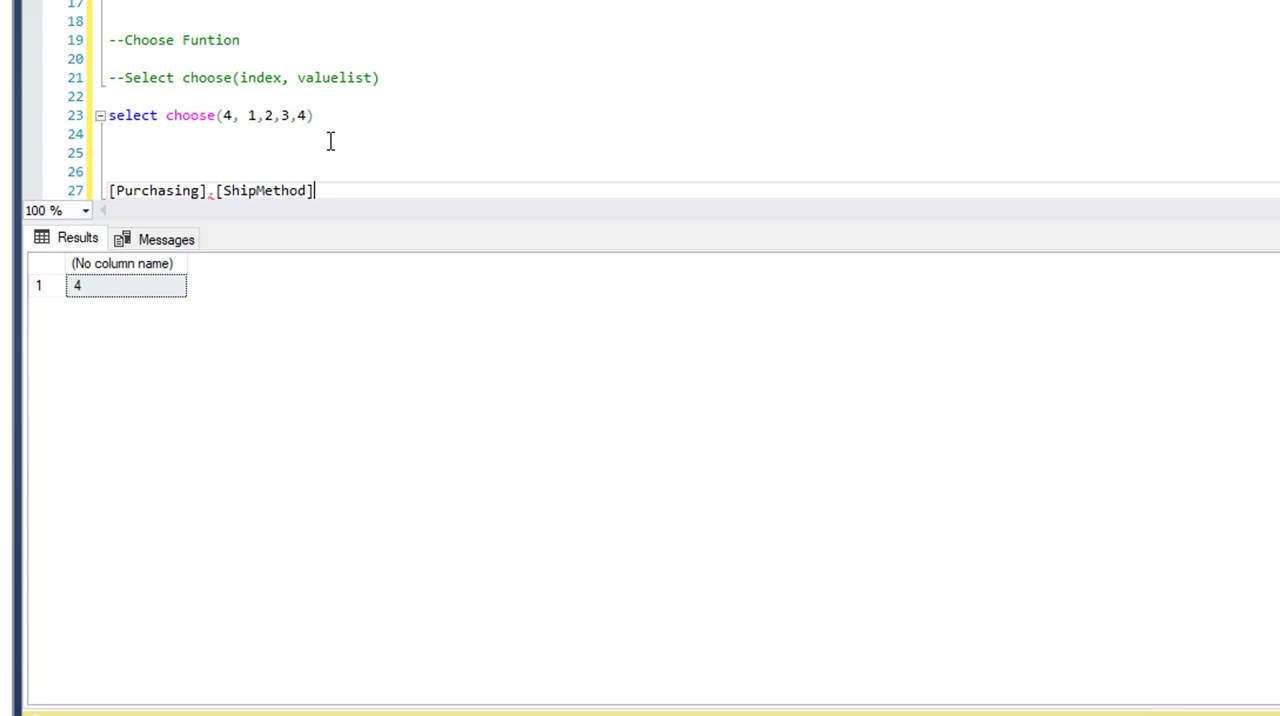 17
18
19 --Choose Funtion
20
21 --Select choose(index, valuelist)
22
23 select choose(4, 1,2,3,4)
24
25
26
27 [Purchasing].[ShipMethod]
100 %
Results Messages
(No column name)
1 4